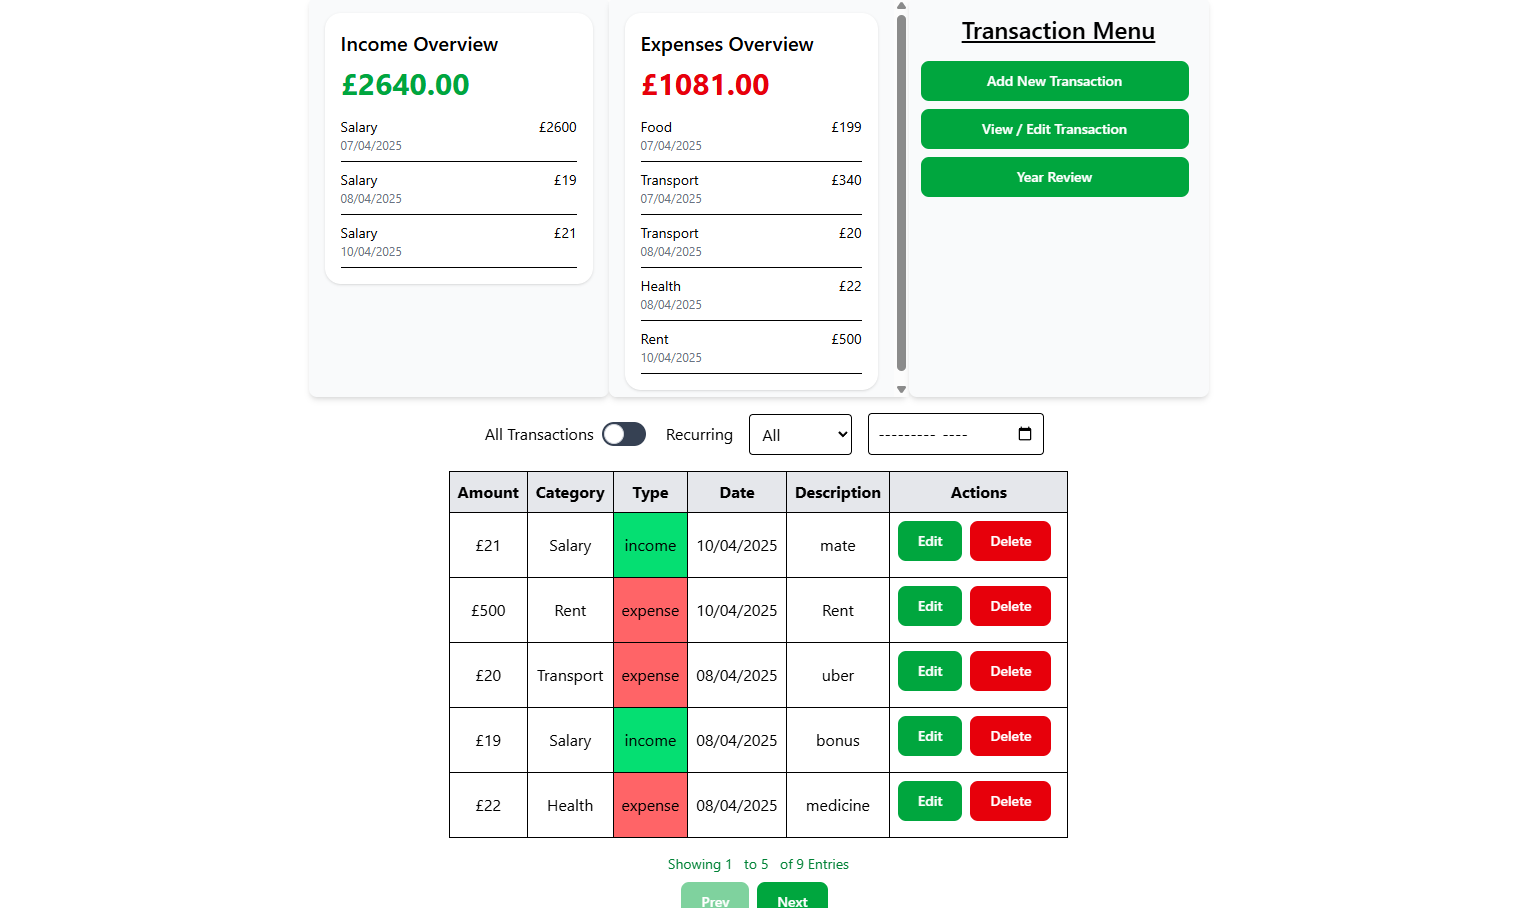 Income Overview
£2640.00
Salary £2600
07/04/2025
Salary £19
08/04/2025
Salary £21
10/04/2025
Expenses Overview
£1081.00
Food £199
07/04/2025
Transport £340
07/04/2025
Transport £20
08/04/2025
Health £22
08/04/2025
Rent £500
10/04/2025
Transaction Menu
Add New Transaction
View / Edit Transaction
Year Review
All Transactions Recurring All --------- ----
Amount Category Type Date Description Actions
£21 Salary income 10/04/2025 mate Edit Delete
£500 Rent expense 10/04/2025 Rent Edit Delete
£20 Transport expense 08/04/2025 uber Edit Delete
£19 Salary income 08/04/2025 bonus Edit Delete
£22 Health expense 08/04/2025 medicine Edit Delete
Showing 1 to 5 of 9 Entries
Prev Next